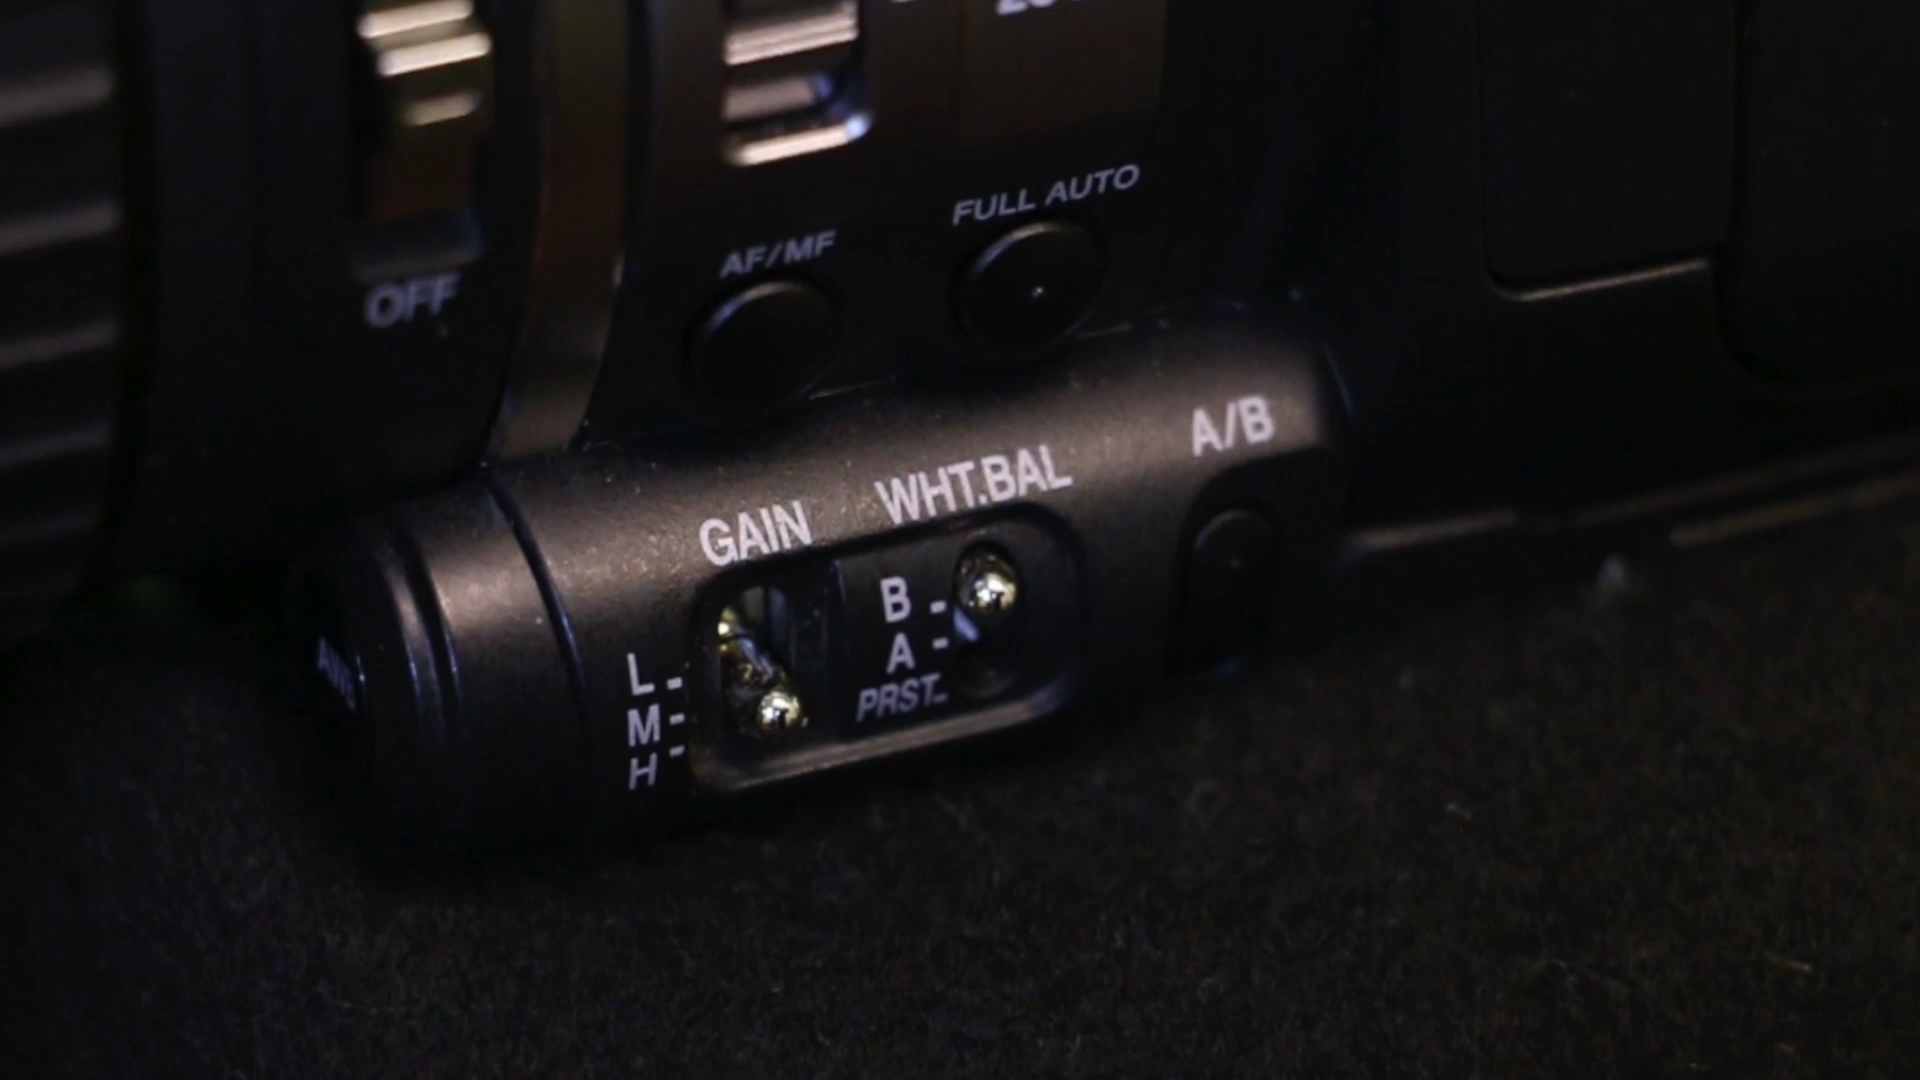 OFF
AF/MF
FULL AUTO
A/B
GAIN
WHT.BAL
L -
M -
H -
B -
A -
PRST-